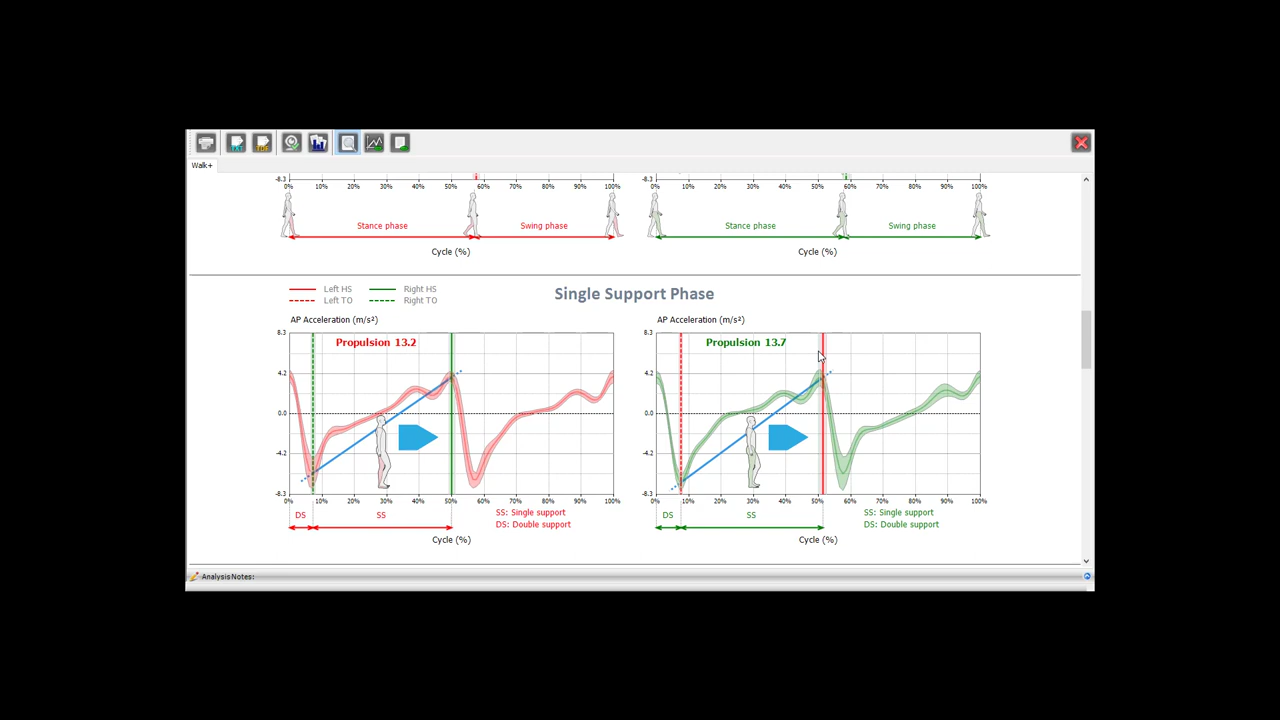 Walk+
-8.3 0% 10% 20% 30% 40% 50% 60% 70% 80% 90% 100%
-8.3 0% 10% 20% 30% 40% 50% 60% 70% 80% 90% 100%
Stance phase Swing phase
Stance phase Swing phase
Cycle (%)
Cycle (%)
Left HS Right HS
Left TO Right TO
Single Support Phase
AP Acceleration (m/s²)
8.3
Propulsion 13.2
4.2
0.0
-4.2
-8.3
0% 10% 20% 30% 40% 50% 60% 70% 80% 90% 100%
DS SS
SS: Single support
DS: Double support
Cycle (%)
AP Acceleration (m/s²)
8.3
Propulsion 13.7
4.2
0.0
-4.2
-8.3
0% 10% 20% 30% 40% 50% 60% 70% 80% 90% 100%
DS SS
SS: Single support
DS: Double support
Cycle (%)
Analysis Notes: